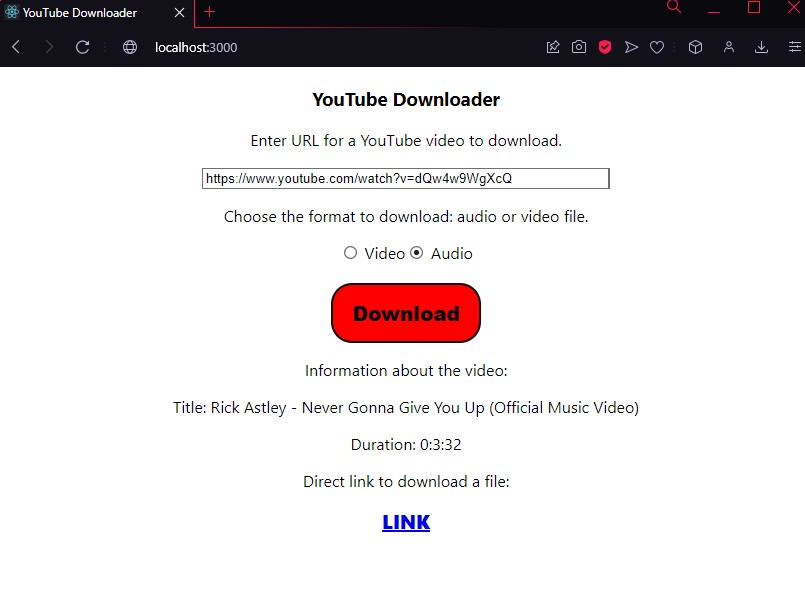 YouTube Downloader
localhost:3000
YouTube Downloader
Enter URL for a YouTube video to download.
https://www.youtube.com/watch?v=dQw4w9WgXcQ
Choose the format to download: audio or video file.
Video Audio
Download
Information about the video:
Title: Rick Astley - Never Gonna Give You Up (Official Music Video)
Duration: 0:3:32
Direct link to download a file:
LINK